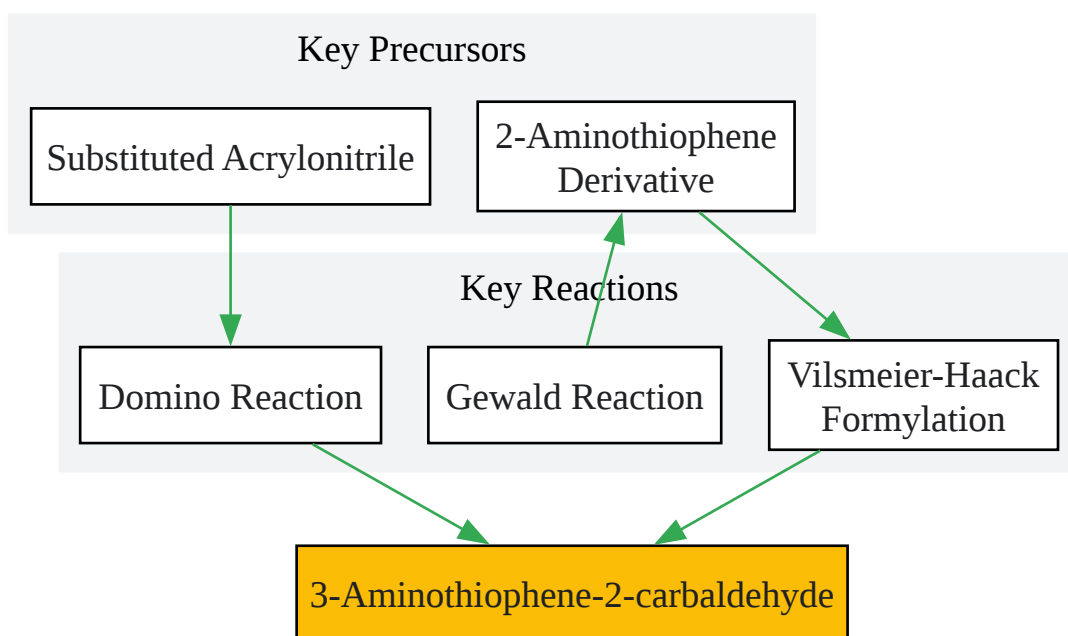 Key Precursors
Substituted Acrylonitrile
2-Aminothiophene
Derivative
Key Reactions
Domino Reaction
Gewald Reaction
Vilsmeier-Haack
Formylation
3-Aminothiophene-2-carbaldehyde